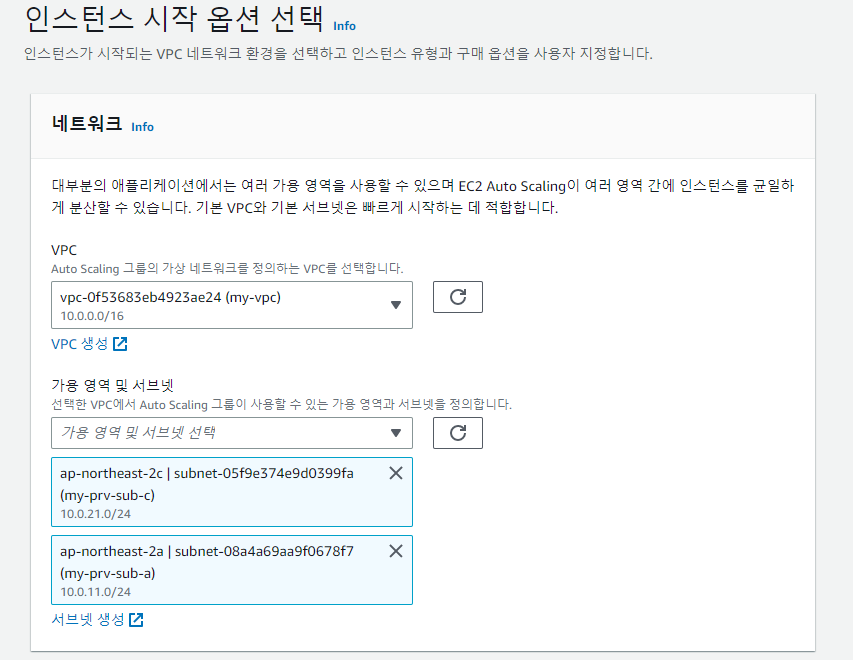 인스턴스 시작 옵션 선택 Info
인스턴스가 시작되는 VPC 네트워크 환경을 선택하고 인스턴스 유형과 구매 옵션을 사용자 지정합니다.
네트워크 Info
대부분의 애플리케이션에서는 여러 가용 영역을 사용할 수 있으며 EC2 Auto Scaling이 여러 영역 간에 인스턴스를 균일하
게 분산할 수 있습니다. 기본 VPC와 기본 서브넷은 빠르게 시작하는 데 적합합니다.
VPC
Auto Scaling 그룹의 가상 네트워크를 정의하는 VPC를 선택합니다.
vpc-0f53683eb4923ae24 (my-vpc)
10.0.0.0/16
VPC 생성
가용 영역 및 서브넷
선택한 VPC에서 Auto Scaling 그룹이 사용할 수 있는 가용 영역과 서브넷을 정의합니다.
가용 영역 및 서브넷 선택
ap-northeast-2c | subnet-05f9e374e9d0399fa
(my-prv-sub-c)
10.0.21.0/24
ap-northeast-2a | subnet-08a4a69aa9f0678f7
(my-prv-sub-a)
10.0.11.0/24
서브넷 생성